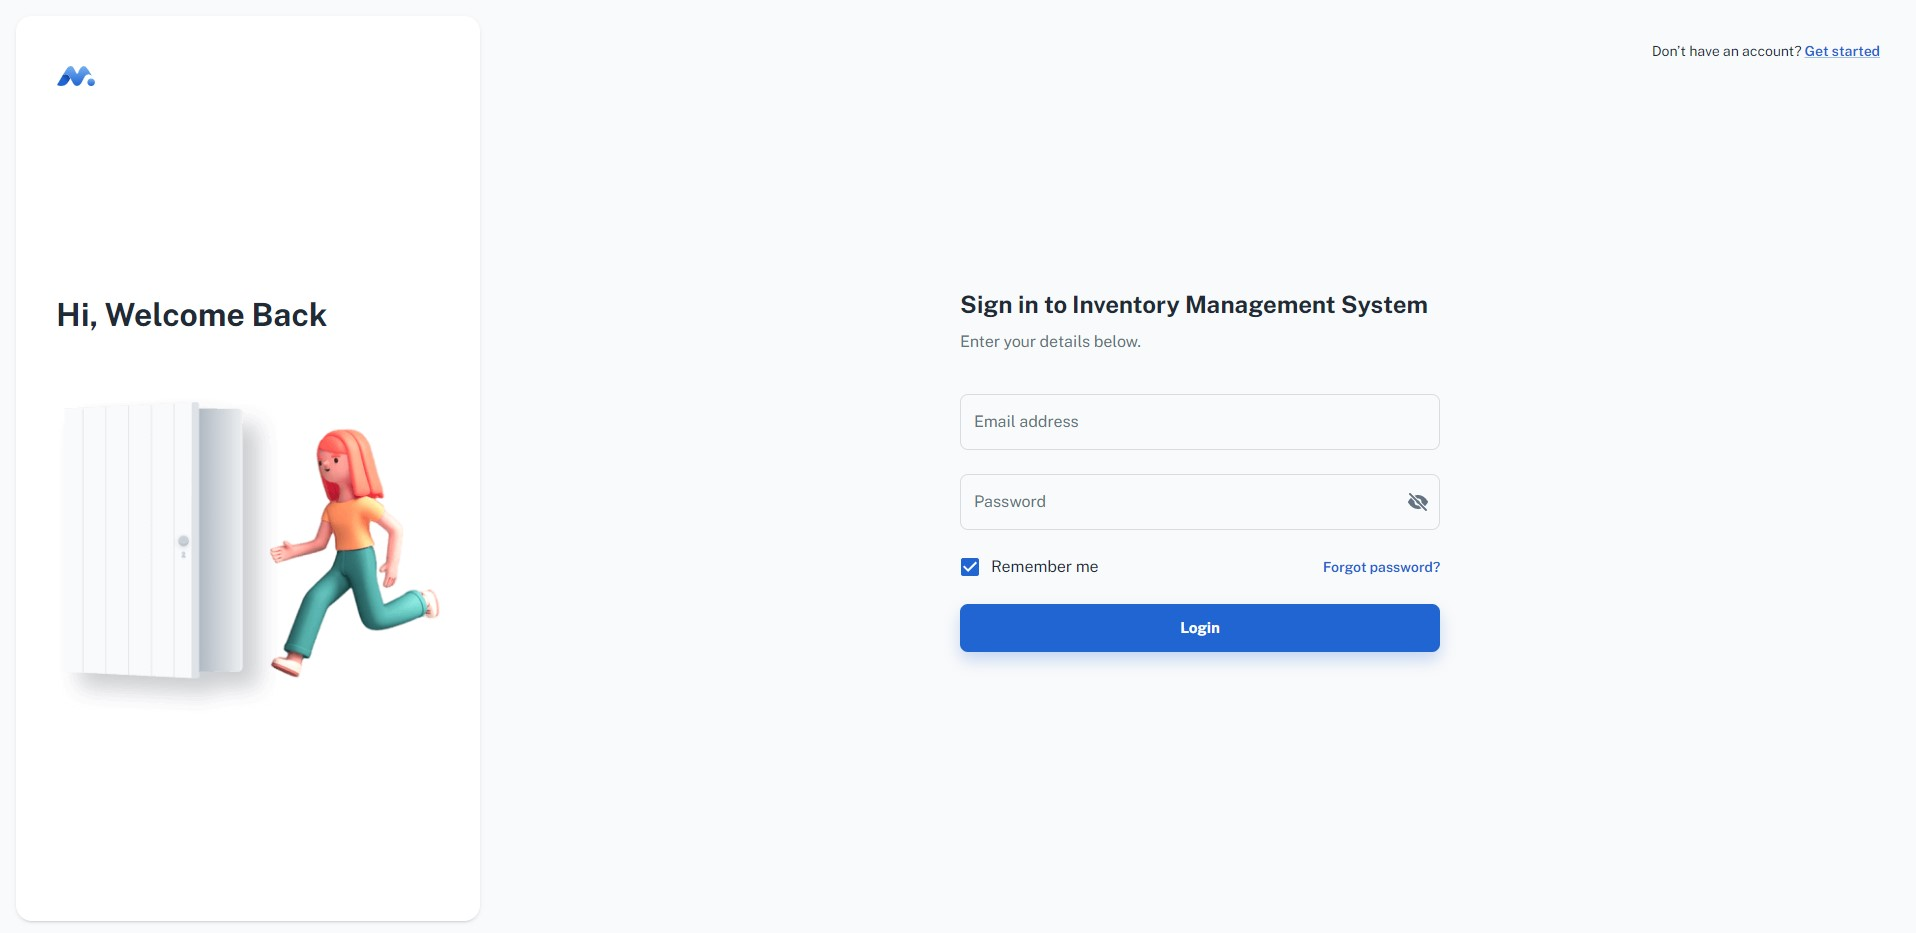 Don't have an account? Get started
Hi, Welcome Back
Sign in to Inventory Management System
Enter your details below.
Email address
Password
Remember me
Forgot password?
Login